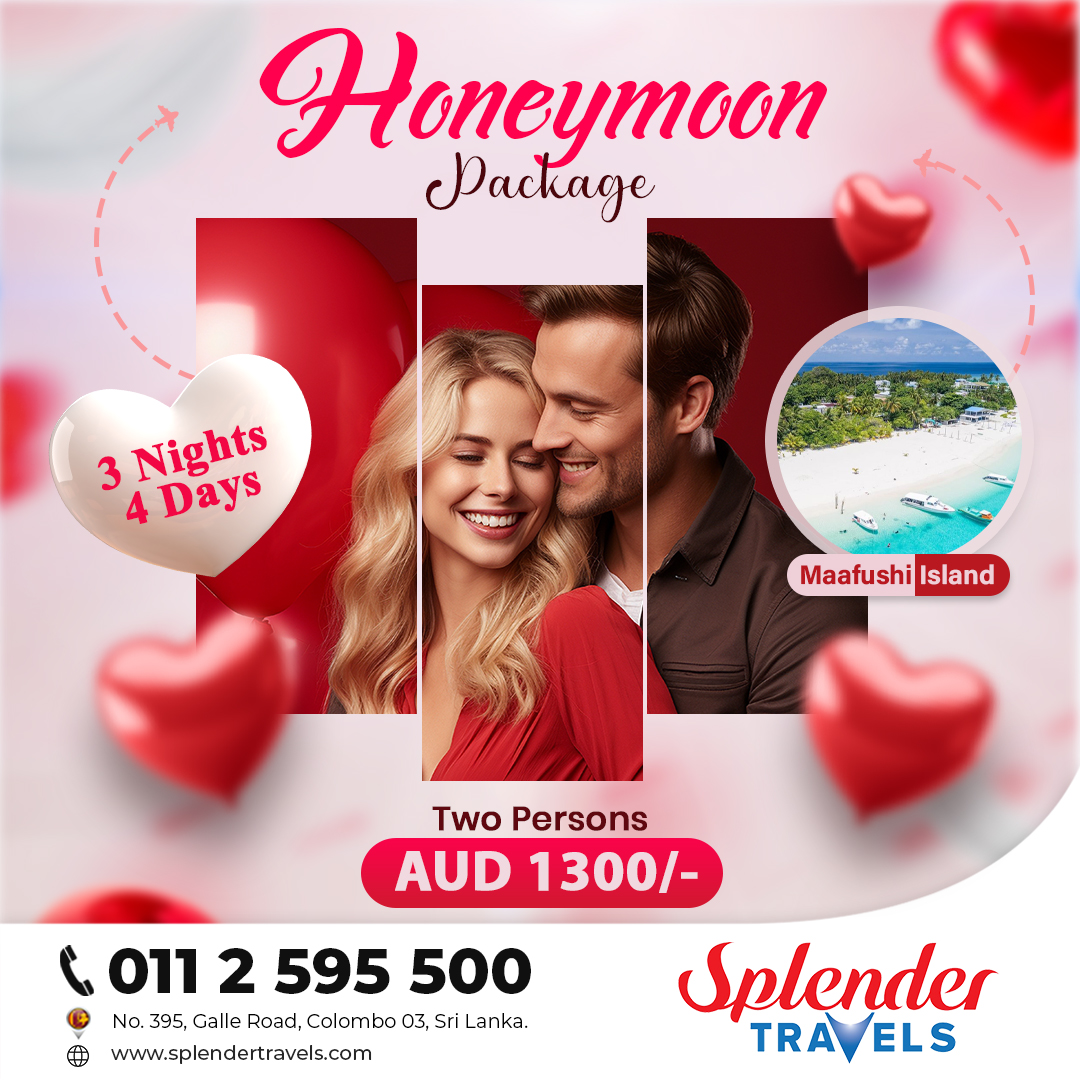 Honeymoon
Package
3 Nights
4 Days
Maafushi Island
Two Persons
AUD 1300/-
011 2 595 500
No. 395, Galle Road, Colombo 03, Sri Lanka.
www.splendertravels.com
Splender
TRAVELS